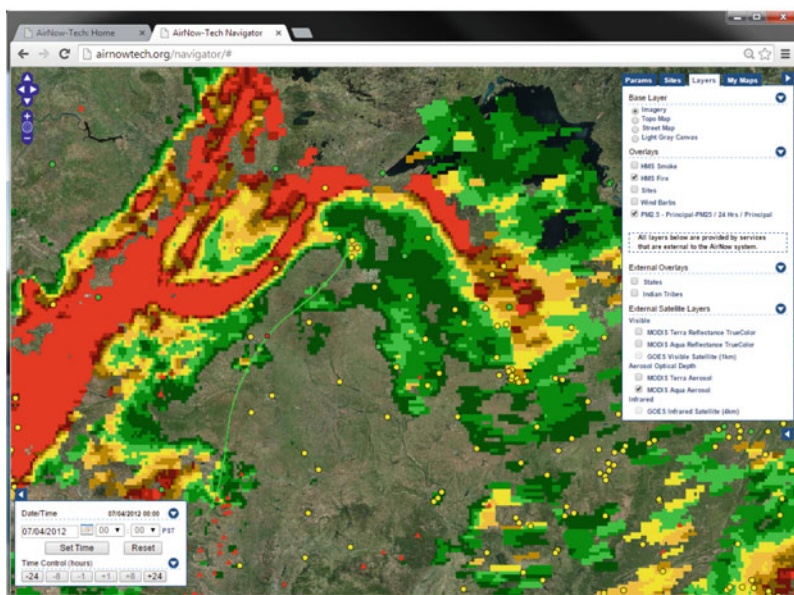 AirNow-Tech: Home
AirNow-Tech Navigator
airnowtech.org/navigator/#
Params Sites Layers My Maps
Base Layer
Imagery
Topo Map
Street Map
Light Gray Canvas
Overlays
HMS Smoke
HMS Fire
Sites
Wind Barbs
PM2.5 - Principal-PM25 / 24 Hrs / Principal
All layers below are provided by services
that are external to the AirNow system.
External Overlays
States
Indian Tribes
External Satellite Layers
Visible
MODIS Terra Reflectance TrueColor
MODIS Aqua Reflectance TrueColor
GOES Visible Satellite (1km)
Aerosol Optical Depth
MODIS Terra Aerosol
MODIS Aqua Aerosol
Infrared
GOES Infrared Satellite (4km)
Date/Time 07/04/2012 00:00
07/04/2012 00 : 00 PST
Set Time Reset
Time Control (hours)
-24 -8 -1 +1 +8 +24